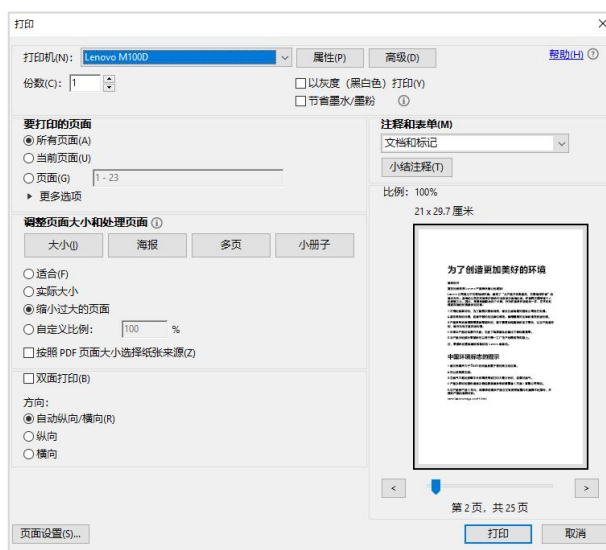 打印
打印机(N): Lenovo M100D 属性(P) 高级(D) 帮助(H)
份数(C): 1 以灰度（黑白色）打印(Y)
节省墨水/墨粉
要打印的页面
所有页面(A)
当前页面(U)
页面(G) 1 - 23
更多选项
注释和表单(M)
文档和标记
小结注释(T)
调整页面大小和处理页面
大小(I) 海报 多页 小册子
适合(F)
实际大小
缩小过大的页面
自定义比例: 100 %
按照 PDF 页面大小选择纸张来源(Z)
双面打印(B)
方向:
自动纵向/横向(R)
纵向
横向
比例: 100%
21 x 29.7 厘米
为了创造更加美好的环境
中国环境标志的提示
< >
第 2 页, 共 25 页
页面设置(S)... 打印 取消